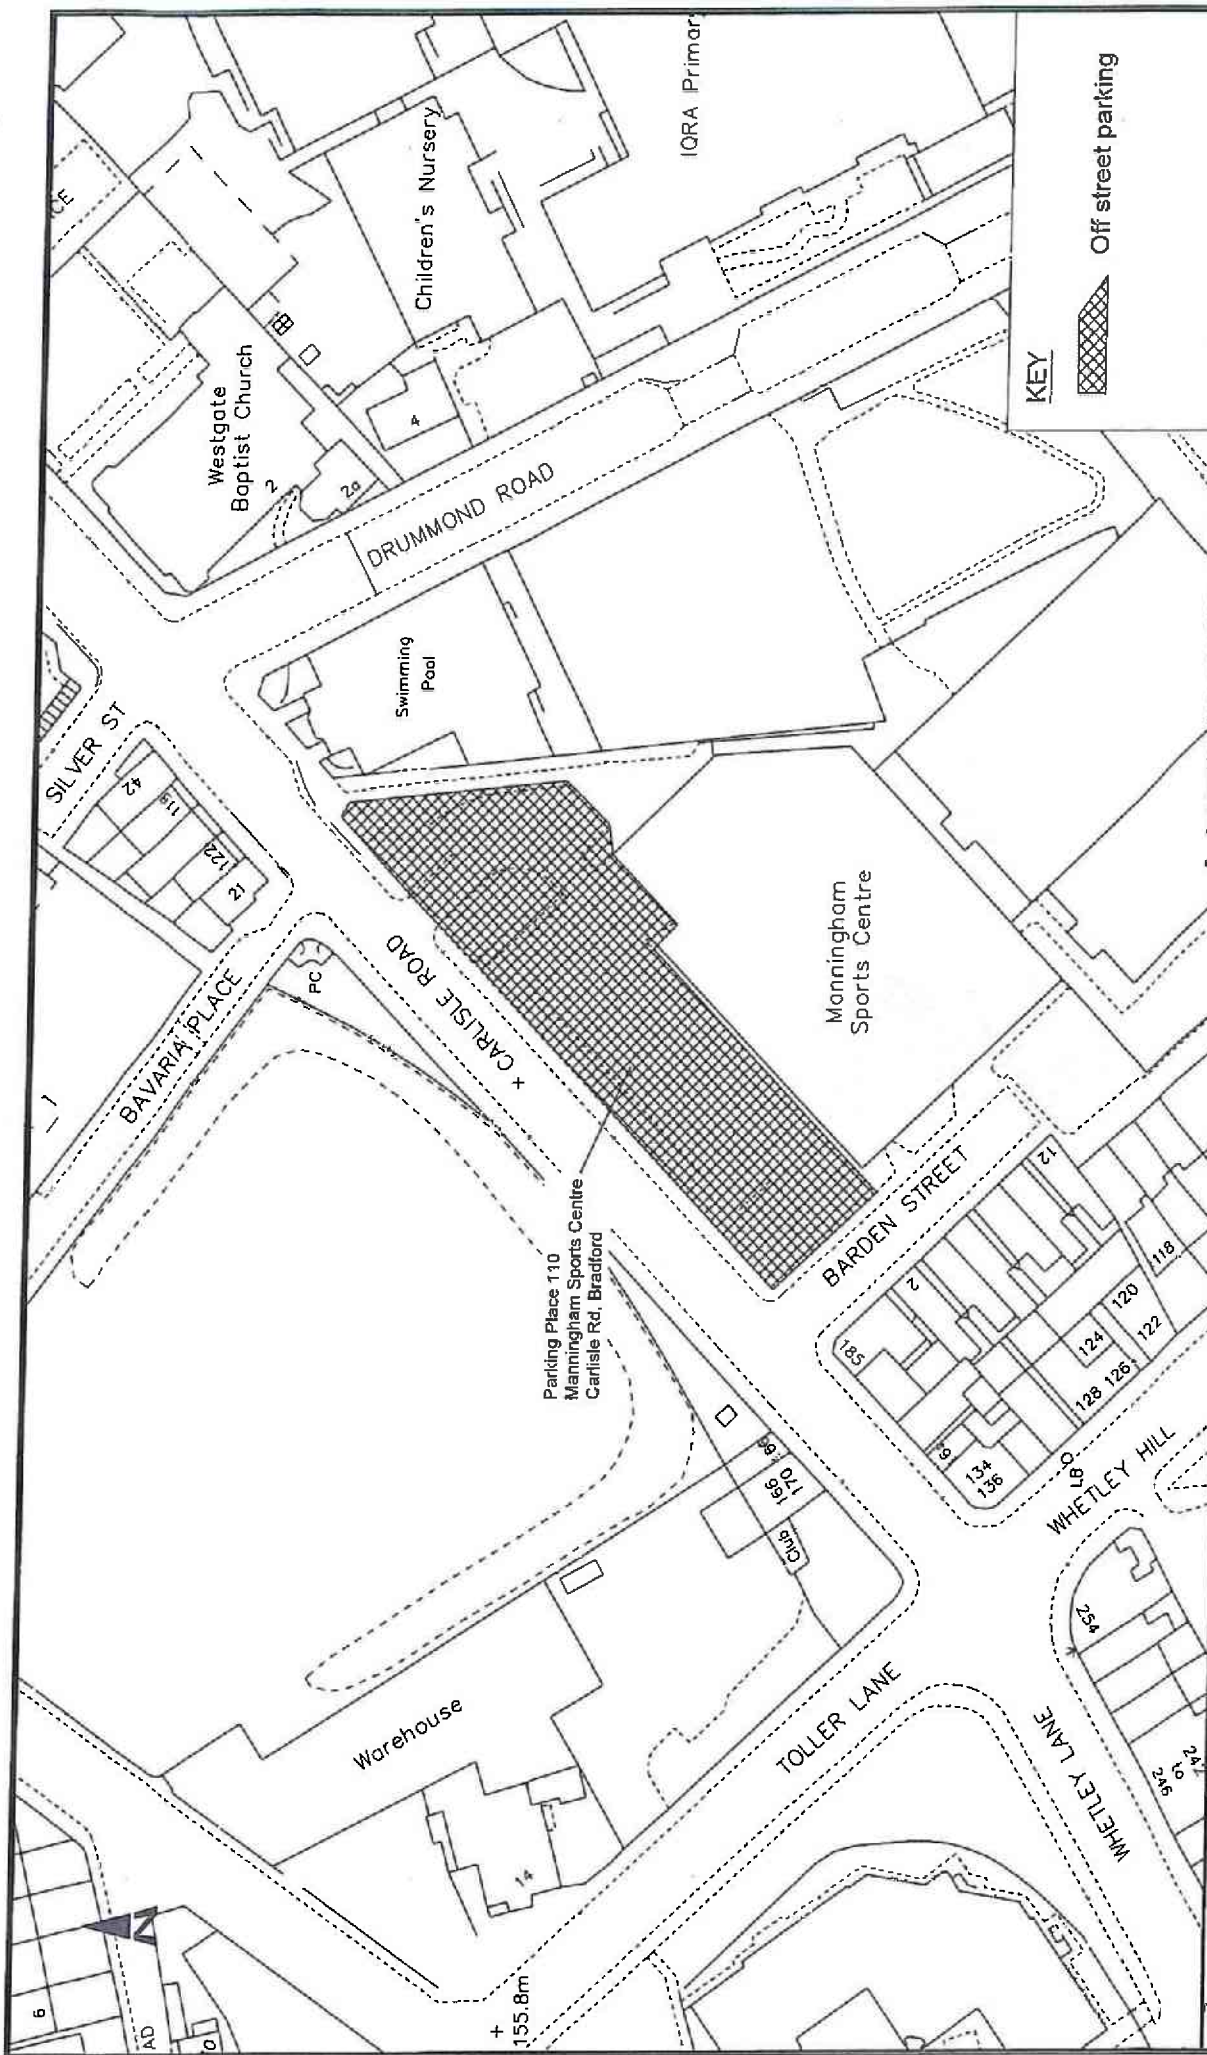 SILVER ST
42
118
122
21
BAVARIA PLACE
PC
CARLISLE ROAD
Westgate
Baptist Church
2
2a
4
Children's Nursery
IQRA Primar
DRUMMOND ROAD
Swimming
Pool
Manningham
Sports Centre
Parking Place 110
Manningham Sports Centre
Carlisle Rd, Bradford
BARDEN STREET
12
2
185
118
120
122
124
126
128
134
136
LB
WHETLEY HILL
166
170
Club
Warehouse
14
TOLLER LANE
WHETLEY LANE
254
246
to
6
N
AD
155.8m
KEY
Off street parking